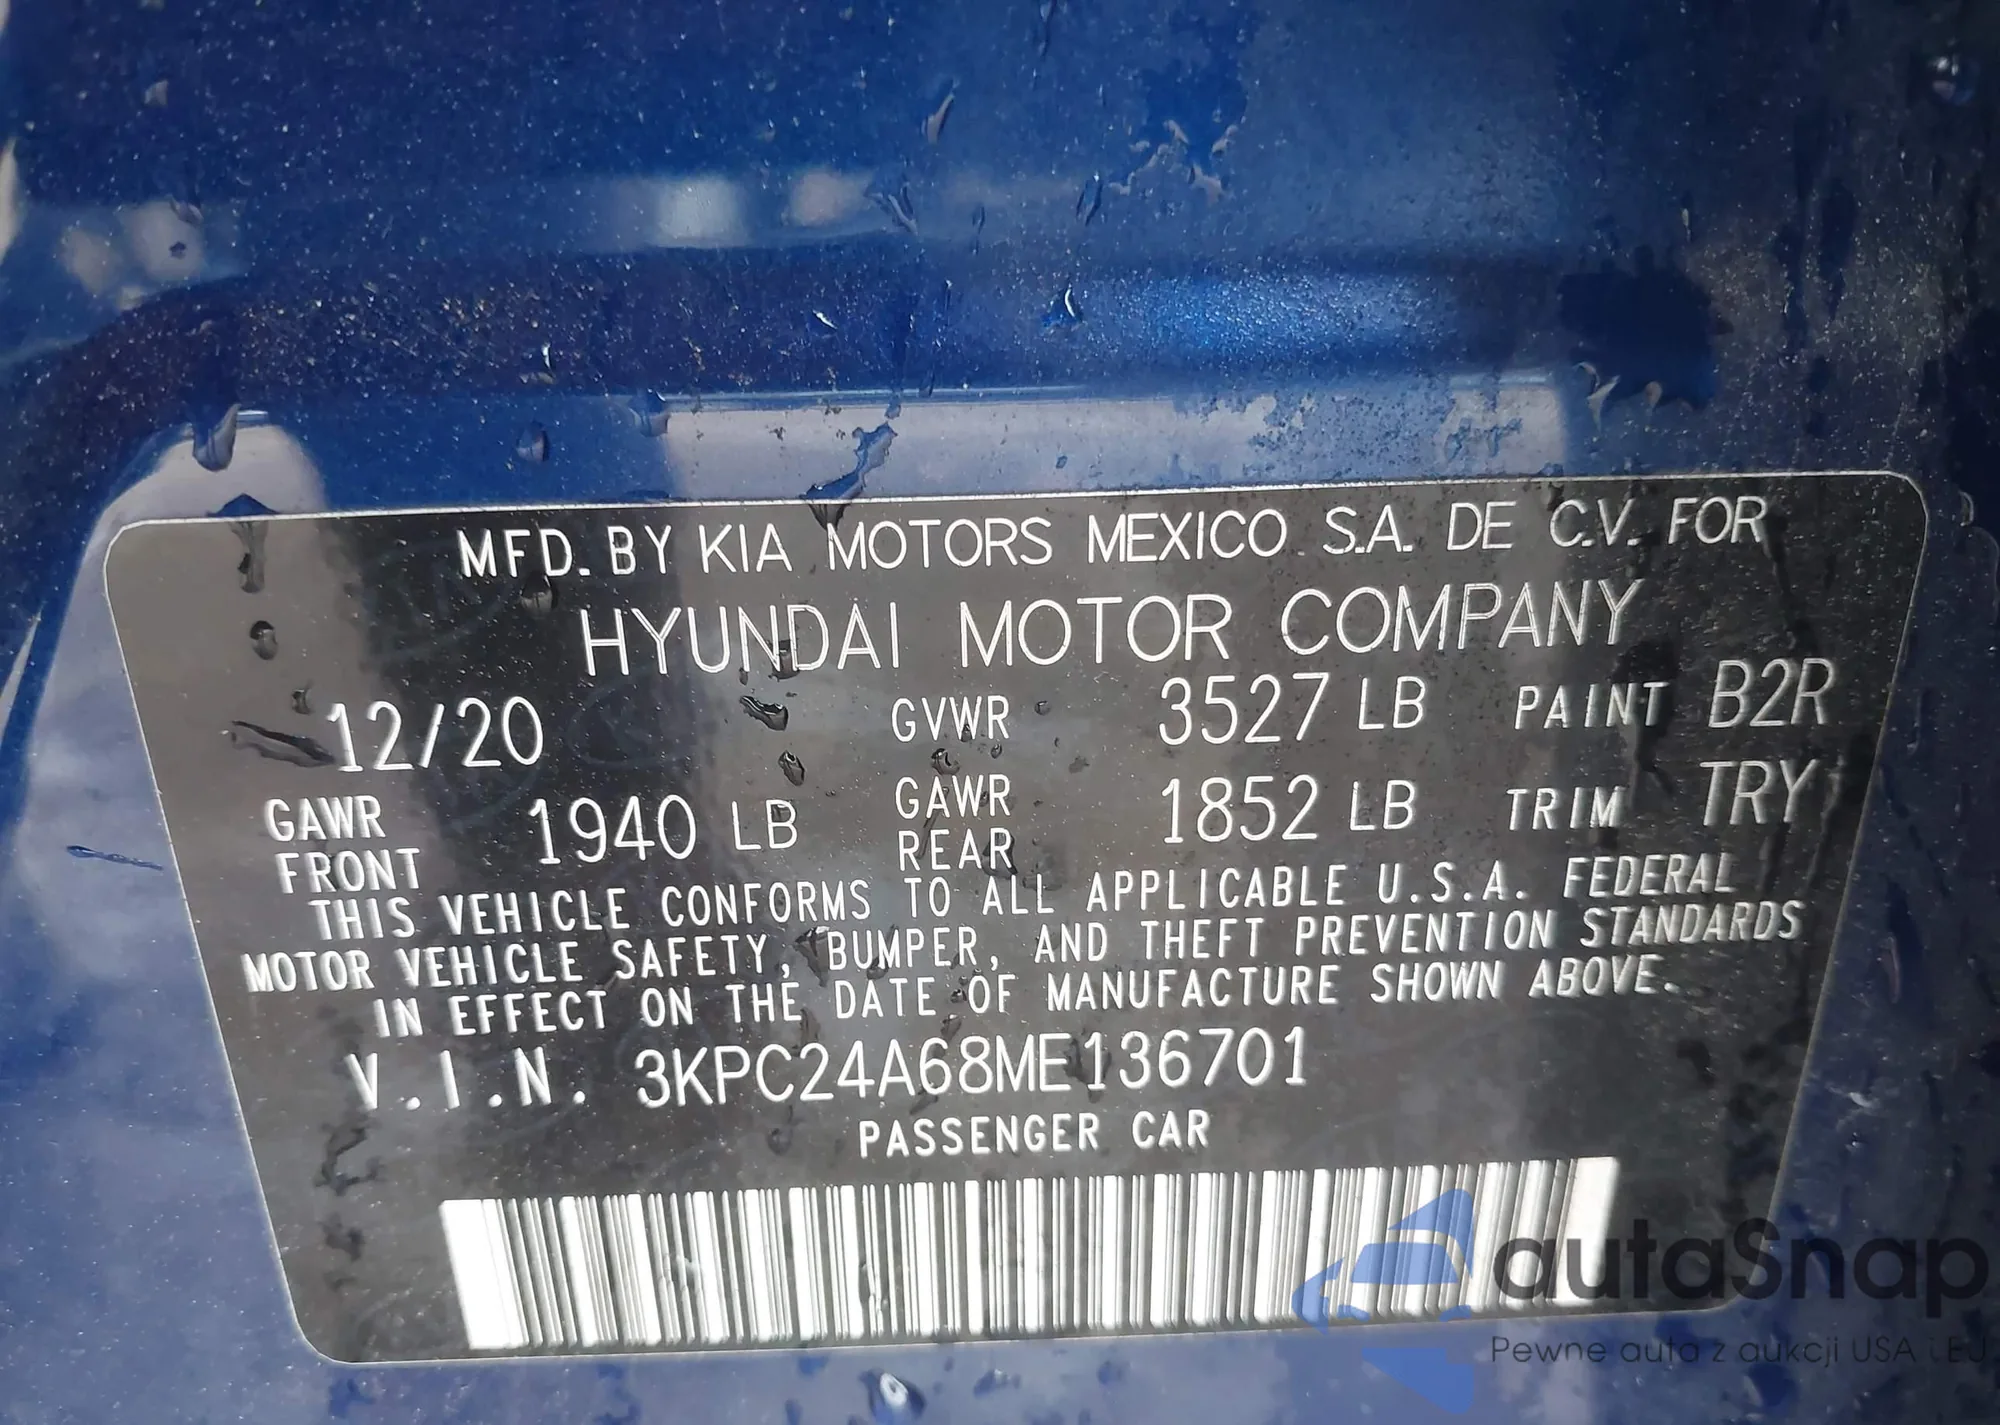 MFD. BY KIA MOTORS MEXICO S.A. DE C.V. FOR
HYUNDAI MOTOR COMPANY
12/20 GVWR 3527 LB PAINT B2R
GAWR FRONT 1940 LB GAWR REAR 1852 LB TRIM TRY
THIS VEHICLE CONFORMS TO ALL APPLICABLE U.S.A. FEDERAL
MOTOR VEHICLE SAFETY, BUMPER, AND THEFT PREVENTION STANDARDS
IN EFFECT ON THE DATE OF MANUFACTURE SHOWN ABOVE.
V.I.N. 3KPC24A68ME136701
PASSENGER CAR
autaSnap
Pewne auta z aukcji USA i EU